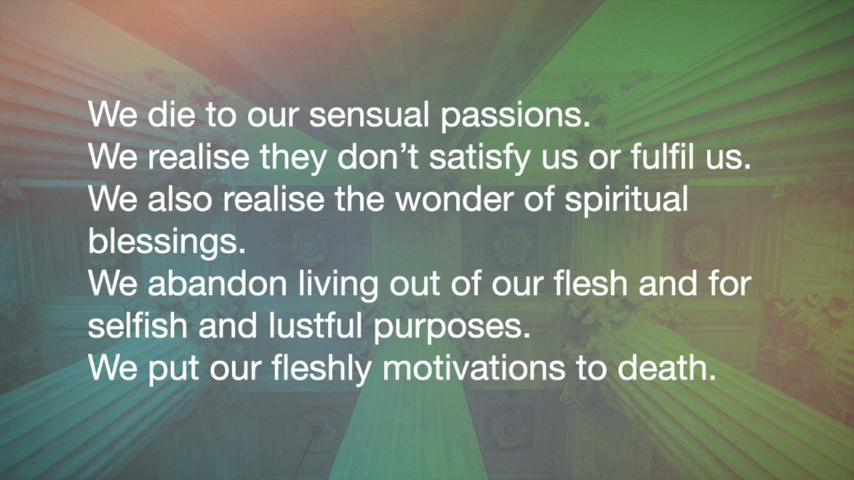 We die to our sensual passions.
We realise they don’t satisfy us or fulfil us.
We also realise the wonder of spiritual
blessings.
We abandon living out of our flesh and for
selfish and lustful purposes.
We put our fleshly motivations to death.